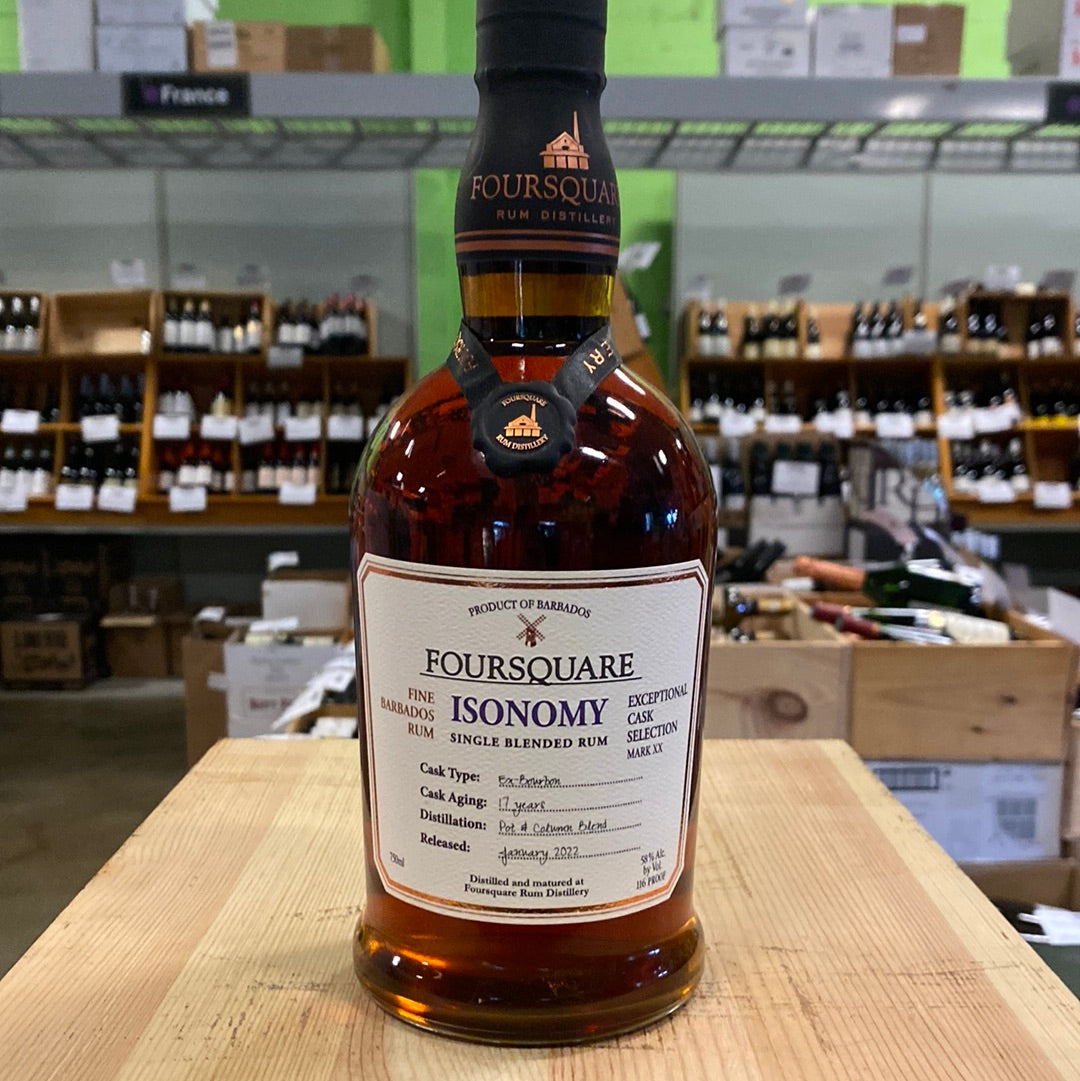 France
FOURSQUAR
RUM DISTILLERY
ERY
FOURSQUARE
RUM DISTILLERY
PRODUCT OF BARBADOS
FOURSQUARE
FINE
BARBADOS
RUM
ISONOMY
SINGLE BLENDED RUM
EXCEPTIONAL
CASK
SELECTION
MARK XX
Cask Type: Ex-Bourbon
Cask Aging: 17 years
Distillation: Pot & Column Blend
Released: January 2022
750ml
58% Alc.
by Vol.
116 PROOF
Distilled and matured at
Foursquare Rum Distillery